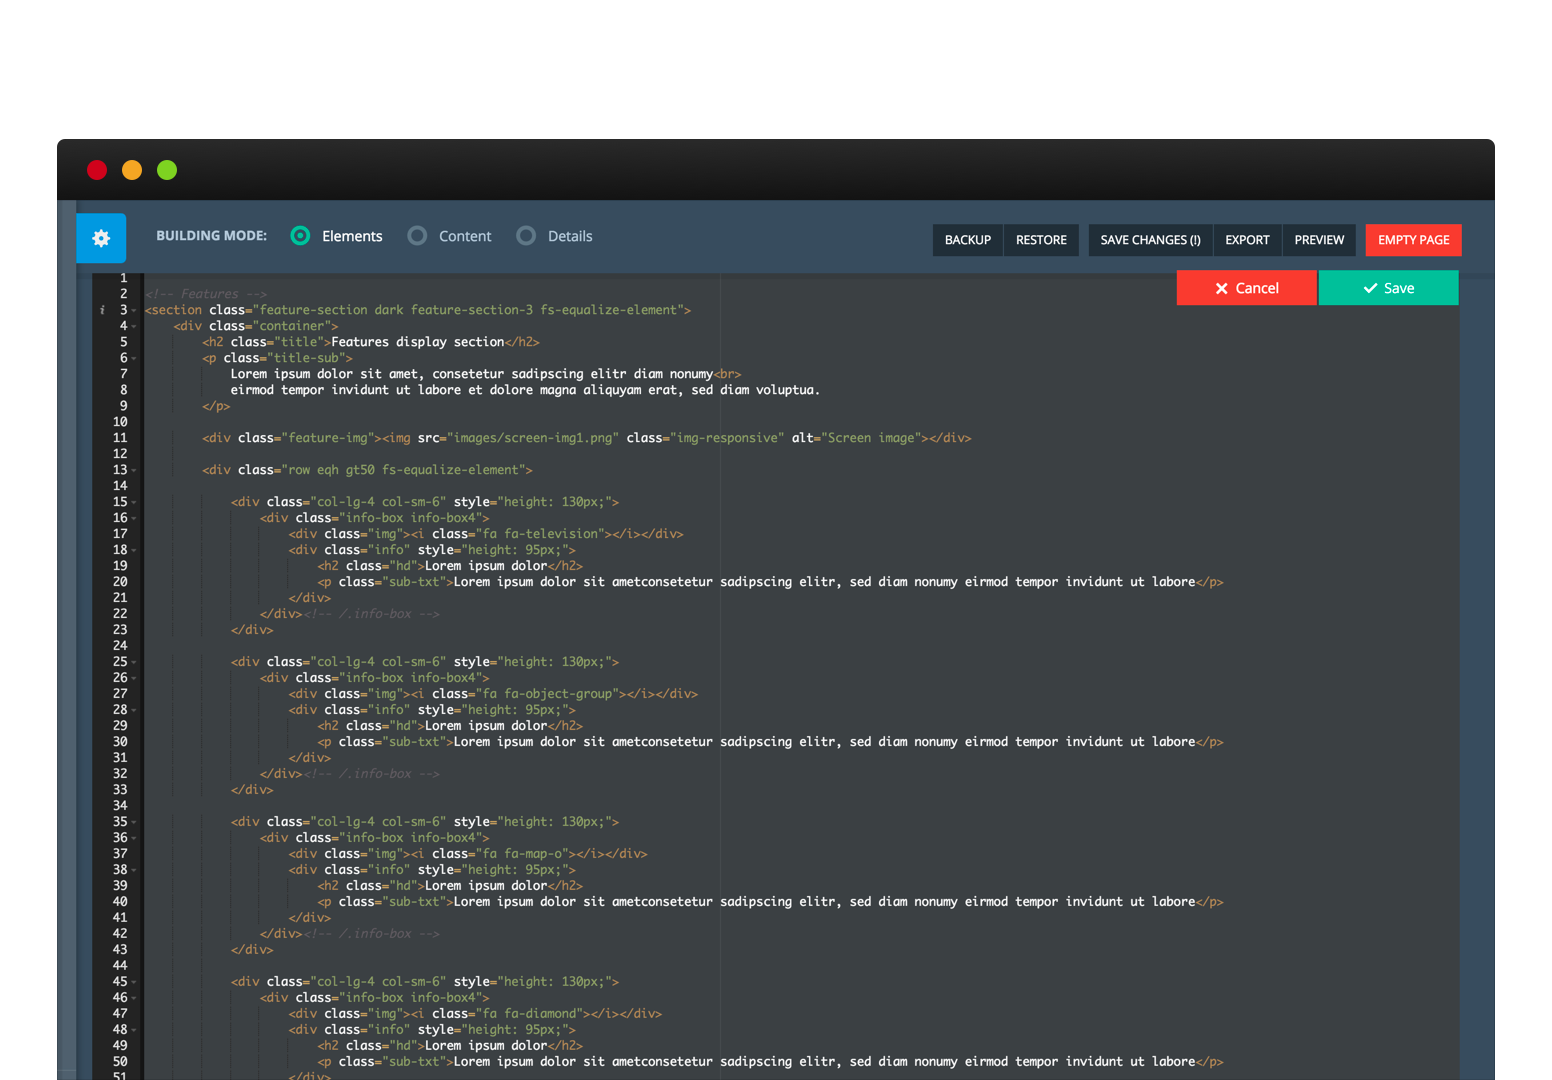 BUILDING MODE: Elements Content Details BACKUP RESTORE SAVE CHANGES (!) EXPORT PREVIEW EMPTY PAGE
Cancel Save
1
2 <!-- Features -->
i 3 <section class="feature-section dark feature-section-3 fs-equalize-element">
4 <div class="container">
5 <h2 class="title">Features display section</h2>
6 <p class="title-sub">
7 Lorem ipsum dolor sit amet, consetetur sadipscing elitr diam nonumy<br>
8 eirmod tempor invidunt ut labore et dolore magna aliquyam erat, sed diam voluptua.
9 </p>
10
11 <div class="feature-img"><img src="images/screen-img1.png" class="img-responsive" alt="Screen image"></div>
12
13 <div class="row eqh gt50 fs-equalize-element">
14
15 <div class="col-lg-4 col-sm-6" style="height: 130px;">
16 <div class="info-box info-box4">
17 <div class="img"><i class="fa fa-television"></i></div>
18 <div class="info" style="height: 95px;">
19 <h2 class="hd">Lorem ipsum dolor</h2>
20 <p class="sub-txt">Lorem ipsum dolor sit ametconsetetur sadipscing elitr, sed diam nonumy eirmod tempor invidunt ut labore</p>
21 </div>
22 </div><!-- /.info-box -->
23 </div>
24
25 <div class="col-lg-4 col-sm-6" style="height: 130px;">
26 <div class="info-box info-box4">
27 <div class="img"><i class="fa fa-object-group"></i></div>
28 <div class="info" style="height: 95px;">
29 <h2 class="hd">Lorem ipsum dolor</h2>
30 <p class="sub-txt">Lorem ipsum dolor sit ametconsetetur sadipscing elitr, sed diam nonumy eirmod tempor invidunt ut labore</p>
31 </div>
32 </div><!-- /.info-box -->
33 </div>
34
35 <div class="col-lg-4 col-sm-6" style="height: 130px;">
36 <div class="info-box info-box4">
37 <div class="img"><i class="fa fa-map-o"></i></div>
38 <div class="info" style="height: 95px;">
39 <h2 class="hd">Lorem ipsum dolor</h2>
40 <p class="sub-txt">Lorem ipsum dolor sit ametconsetetur sadipscing elitr, sed diam nonumy eirmod tempor invidunt ut labore</p>
41 </div>
42 </div><!-- /.info-box -->
43 </div>
44
45 <div class="col-lg-4 col-sm-6" style="height: 130px;">
46 <div class="info-box info-box4">
47 <div class="img"><i class="fa fa-diamond"></i></div>
48 <div class="info" style="height: 95px;">
49 <h2 class="hd">Lorem ipsum dolor</h2>
50 <p class="sub-txt">Lorem ipsum dolor sit ametconsetetur sadipscing elitr, sed diam nonumy eirmod tempor invidunt ut labore</p>
51 </div>